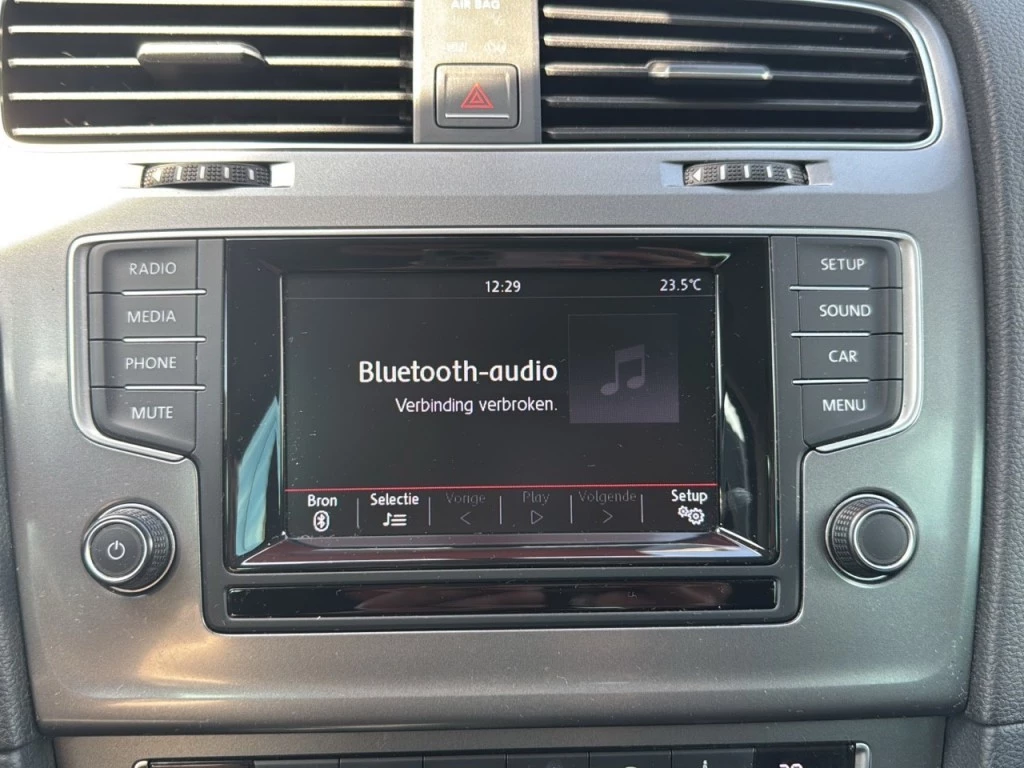 AIR BAG
RADIO
MEDIA
PHONE
MUTE
12:29
23.5°C
Bluetooth-audio
Verbinding verbroken.
Bron
Selectie
Vorige
Play
Volgende
Setup
SETUP
SOUND
CAR
MENU